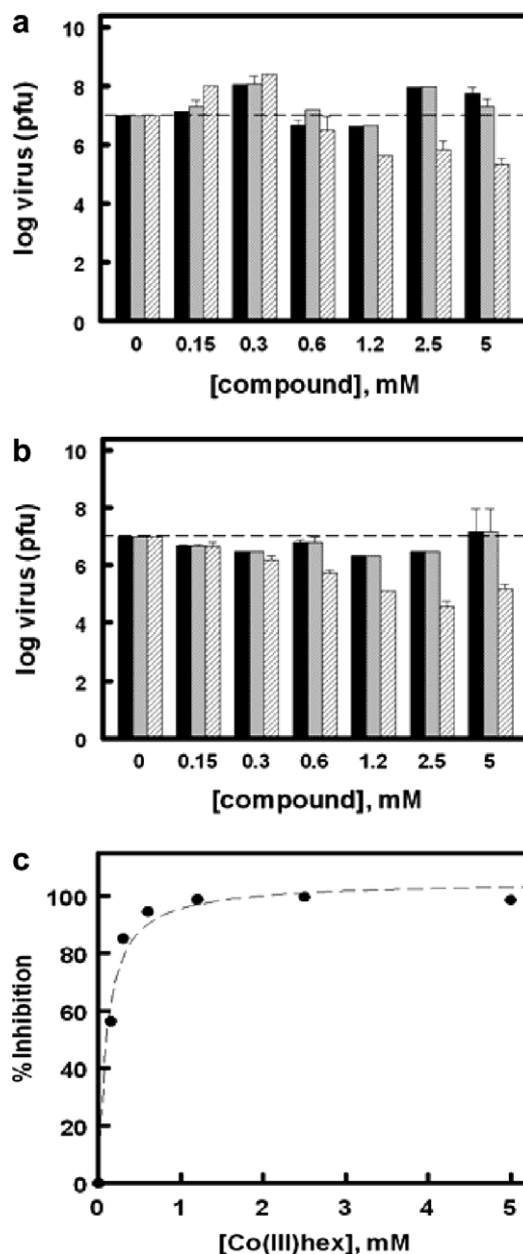 a
10
8
6
4
2
0
log virus (pfu)
0 0.15 0.3 0.6 1.2 2.5 5
[compound], mM
b
10
8
6
4
2
0
log virus (pfu)
0 0.15 0.3 0.6 1.2 2.5 5
[compound], mM
c
100
80
60
40
20
0
% Inhibition
0 1 2 3 4 5
[Co(III)hex], mM